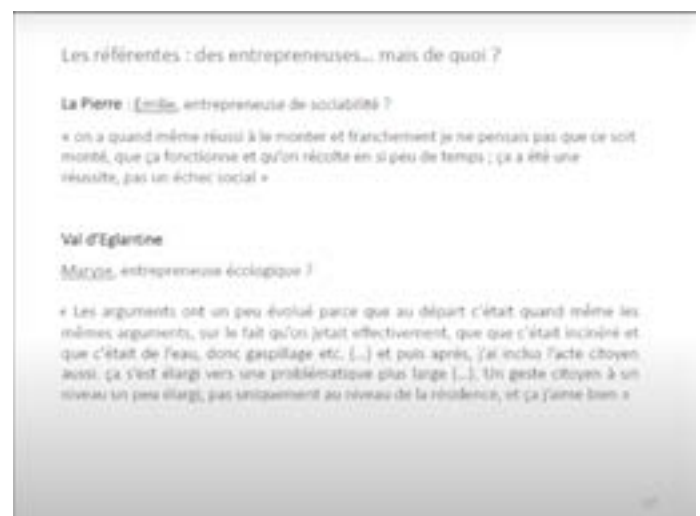 Les référentes : des entrepreneuses... mais de quoi ?
La Pierre : Emilie, entrepreneuse de sociabilité ?
« on a quand même réussi à le monter et franchement je ne pensais pas que ce soit
monté, que ça fonctionne et qu'on récolte en si peu de temps ; ça a été une
réussite, pas un échec social »
Val d'Eglantine
Maryse, entrepreneuse écologique ?
« Les arguments ont un peu évolué parce que au départ c'était quand même les
mêmes arguments, sur le fait qu'on jetait effectivement, que que c'était incinéré et
que c'était de l'eau, donc gaspillage etc. (...) et puis après, j'ai inclus l'acte citoyen
aussi. ça s'est élargi vers une problématique plus large (...). Un geste citoyen à un
niveau un peu élargi, pas uniquement au niveau de la résidence, et ça j'aime bien »